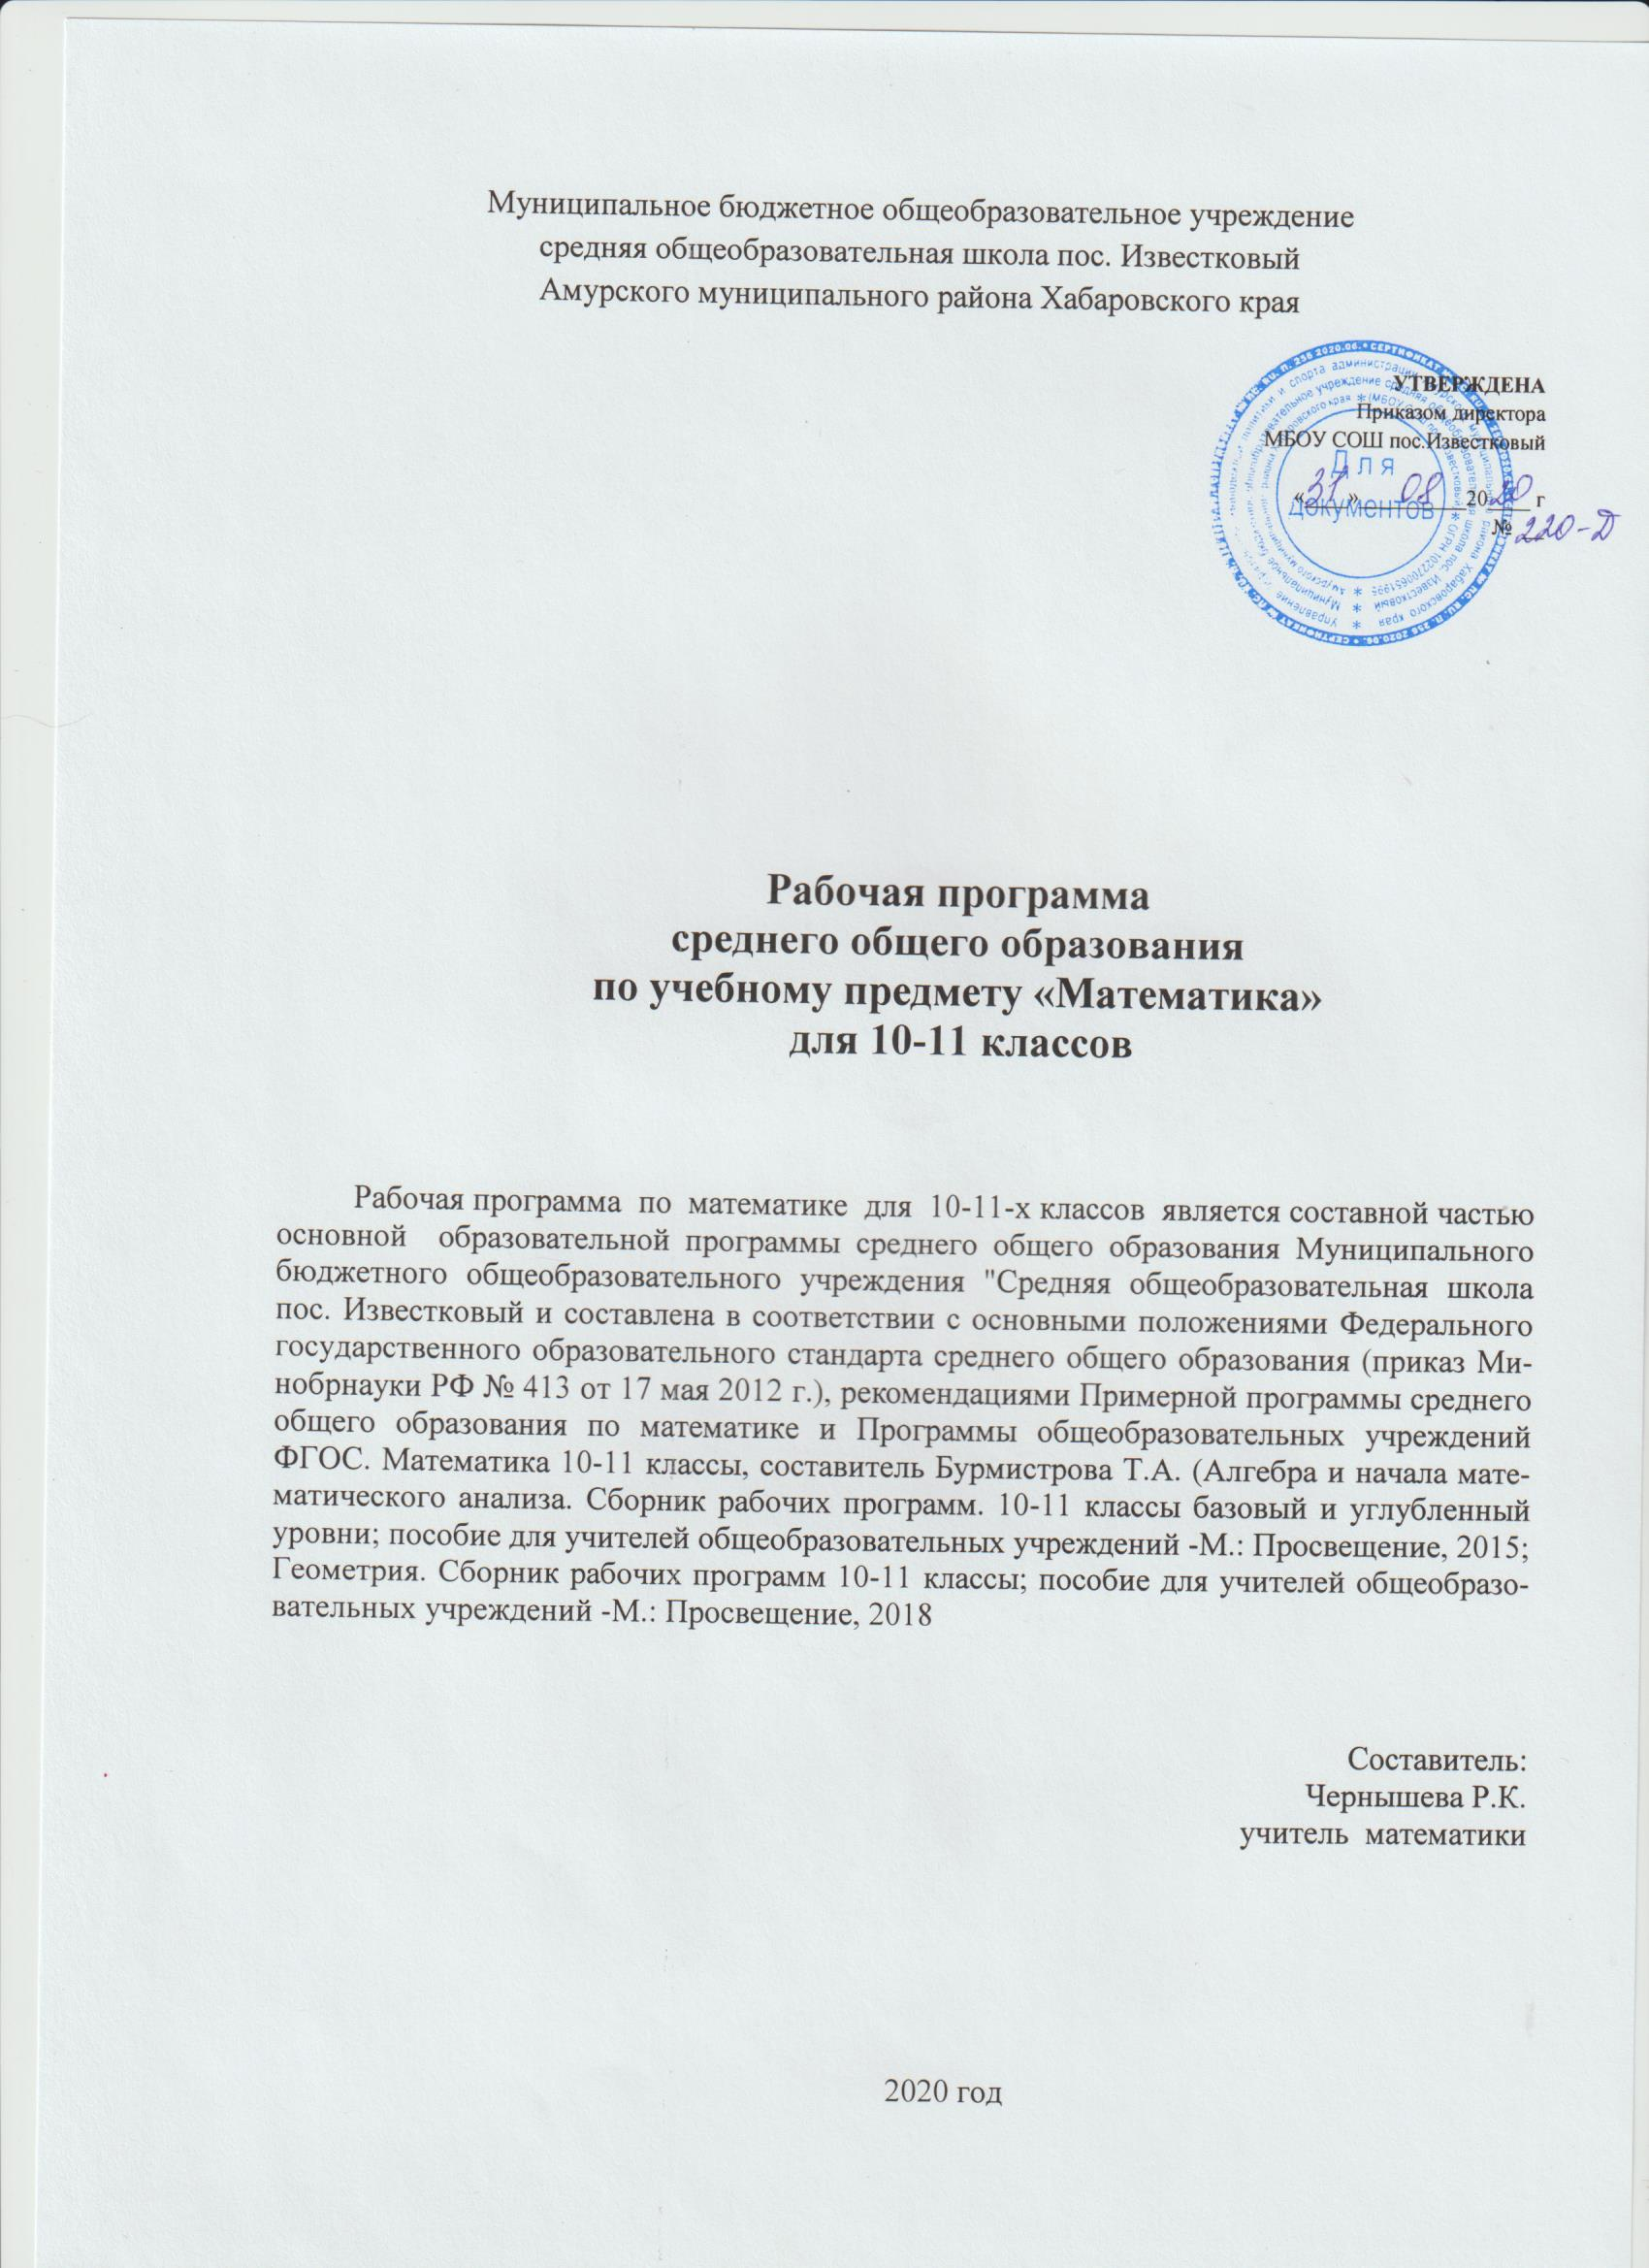 Муниципальное бюджетное общеобразовательное учреждение
средняя общеобразовательная школа пос. Известковый
Амурского муниципального района Хабаровского края
УТВЕРЖДЕНА
Приказом директора
МБОУ СОШ пос.Известковый
Для
документов
«31» 08 2020 г
№ 220-Д
Рабочая программа
среднего общего образования
по учебному предмету «Математика»
для 10-11 классов
Рабочая программа по математике для 10-11-х классов является составной частью
основной образовательной программы среднего общего образования Муниципального
бюджетного общеобразовательного учреждения "Средняя общеобразовательная школа
пос. Известковый и составлена в соответствии с основными положениями Федерального
государственного образовательного стандарта среднего общего образования (приказ Ми-
нобрнауки РФ № 413 от 17 мая 2012 г.), рекомендациями Примерной программы среднего
общего образования по математике и Программы общеобразовательных учреждений
ФГОС. Математика 10-11 классы, составитель Бурмистрова Т.А. (Алгебра и начала мате-
матического анализа. Сборник рабочих программ. 10-11 классы базовый и углубленный
уровни; пособие для учителей общеобразовательных учреждений -М.: Просвещение, 2015;
Геометрия. Сборник рабочих программ 10-11 классы; пособие для учителей общеобразо-
вательных учреждений -М.: Просвещение, 2018
Составитель:
Чернышева Р.К.
учитель математики
2020 год